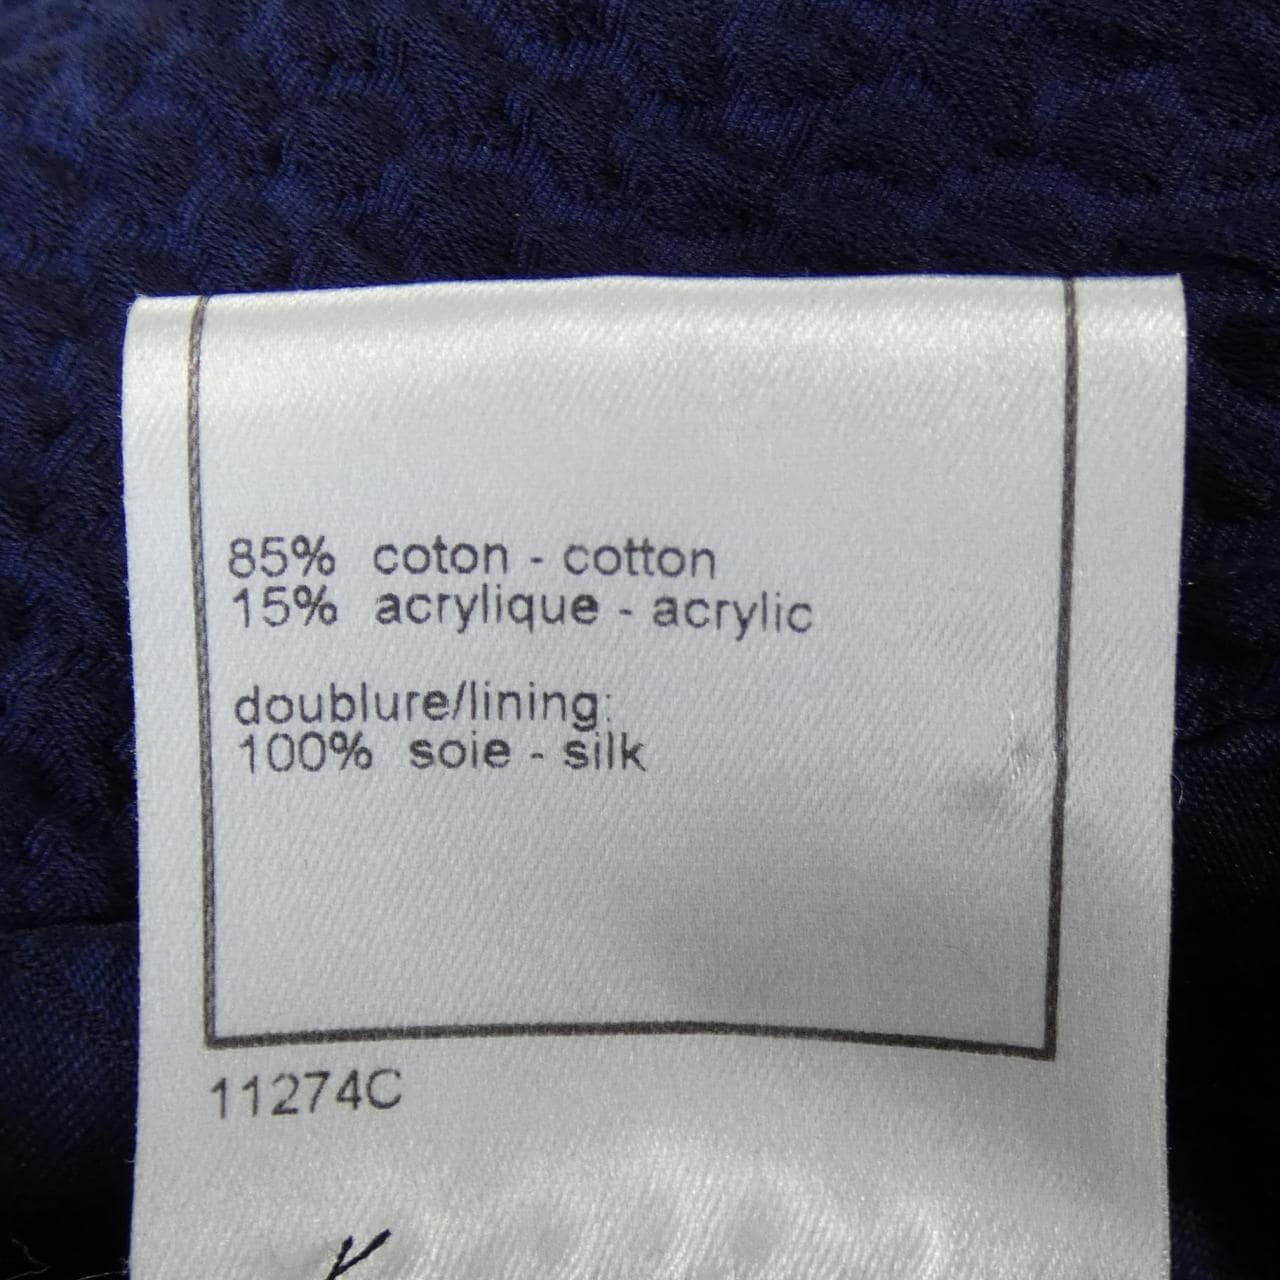 85% coton - cotton
15% acrylique - acrylic
doublure/lining:
100% soie - silk
11274C